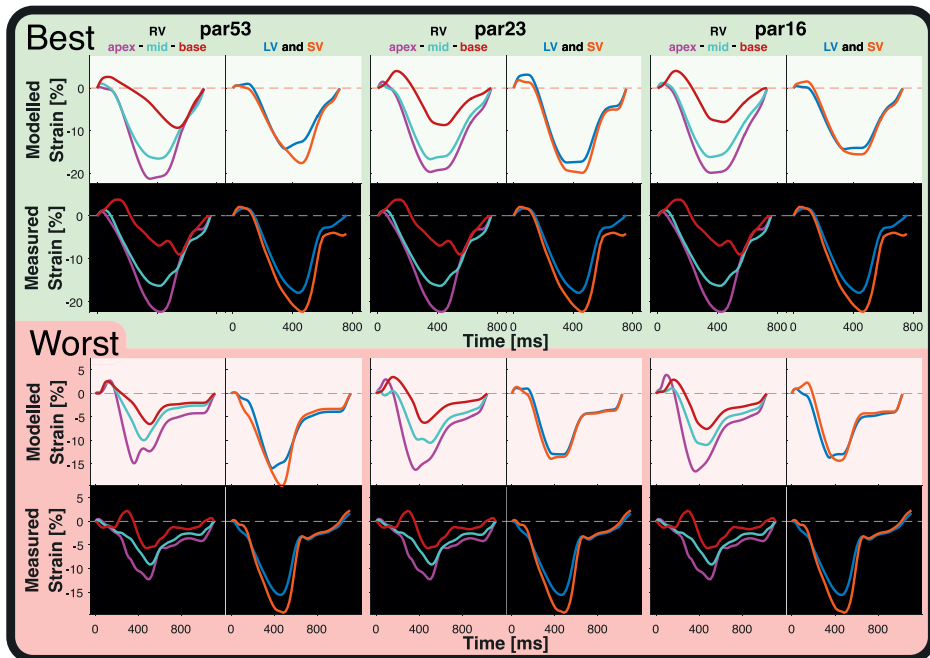 Best
RV par53
apex - mid - base LV and SV
RV par23
apex - mid - base LV and SV
RV par16
apex - mid - base LV and SV
Modelled
Strain [%]
0
-10
-20
Measured
Strain [%]
0
-10
-20
0 400 800
400 800 0 400 800
400 800 0 400 800
Time [ms]
Worst
Modelled
Strain [%]
5
0
-5
-10
-15
Measured
Strain [%]
5
0
-5
-10
-15
0 800 0 800
0 800 0 800
0 800 0 800
Time [ms]